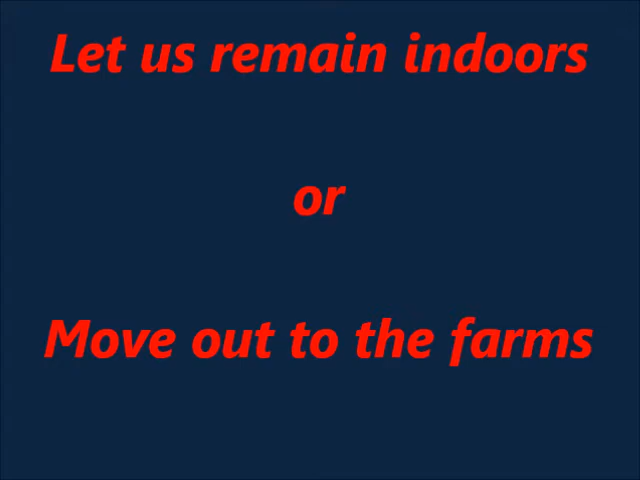 Let us remain indoors
or
Move out to the farms